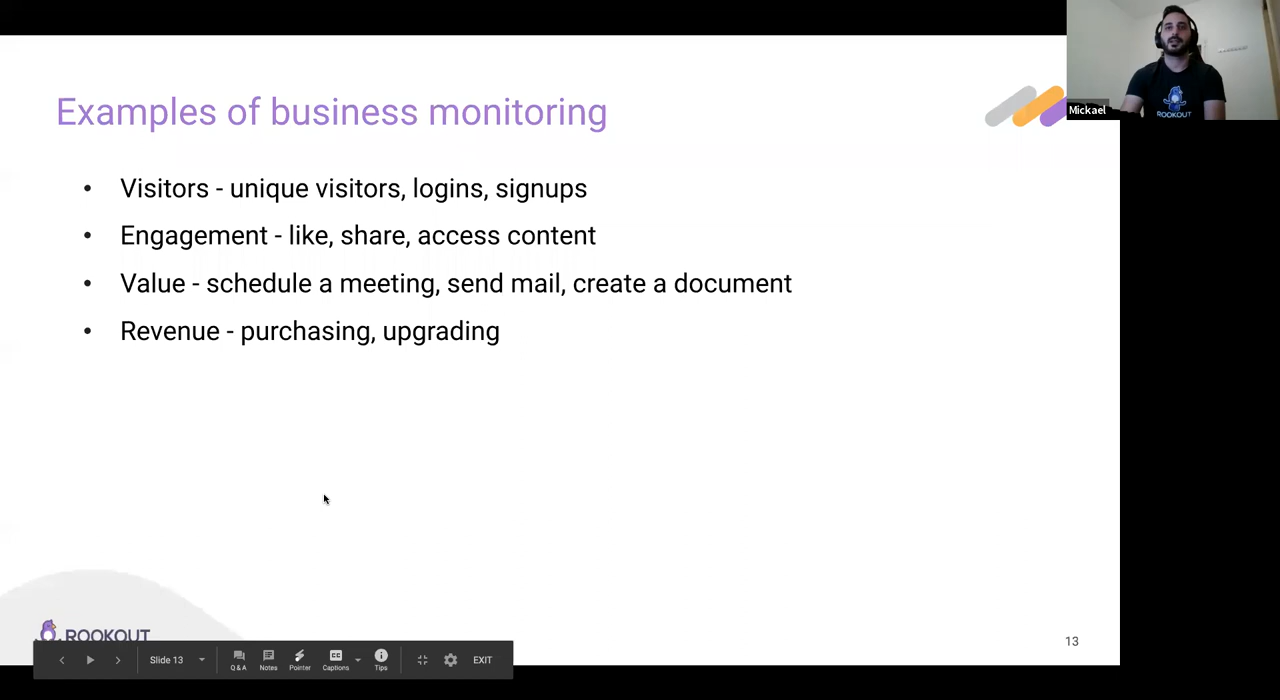 Examples of business monitoring
Mickael
ROOKOUT
• Visitors - unique visitors, logins, signups
• Engagement - like, share, access content
• Value - schedule a meeting, send mail, create a document
• Revenue - purchasing, upgrading
ROOKOUT
13
Slide 13
Q&A
Notes
Pointer
Captions
Tips
EXIT